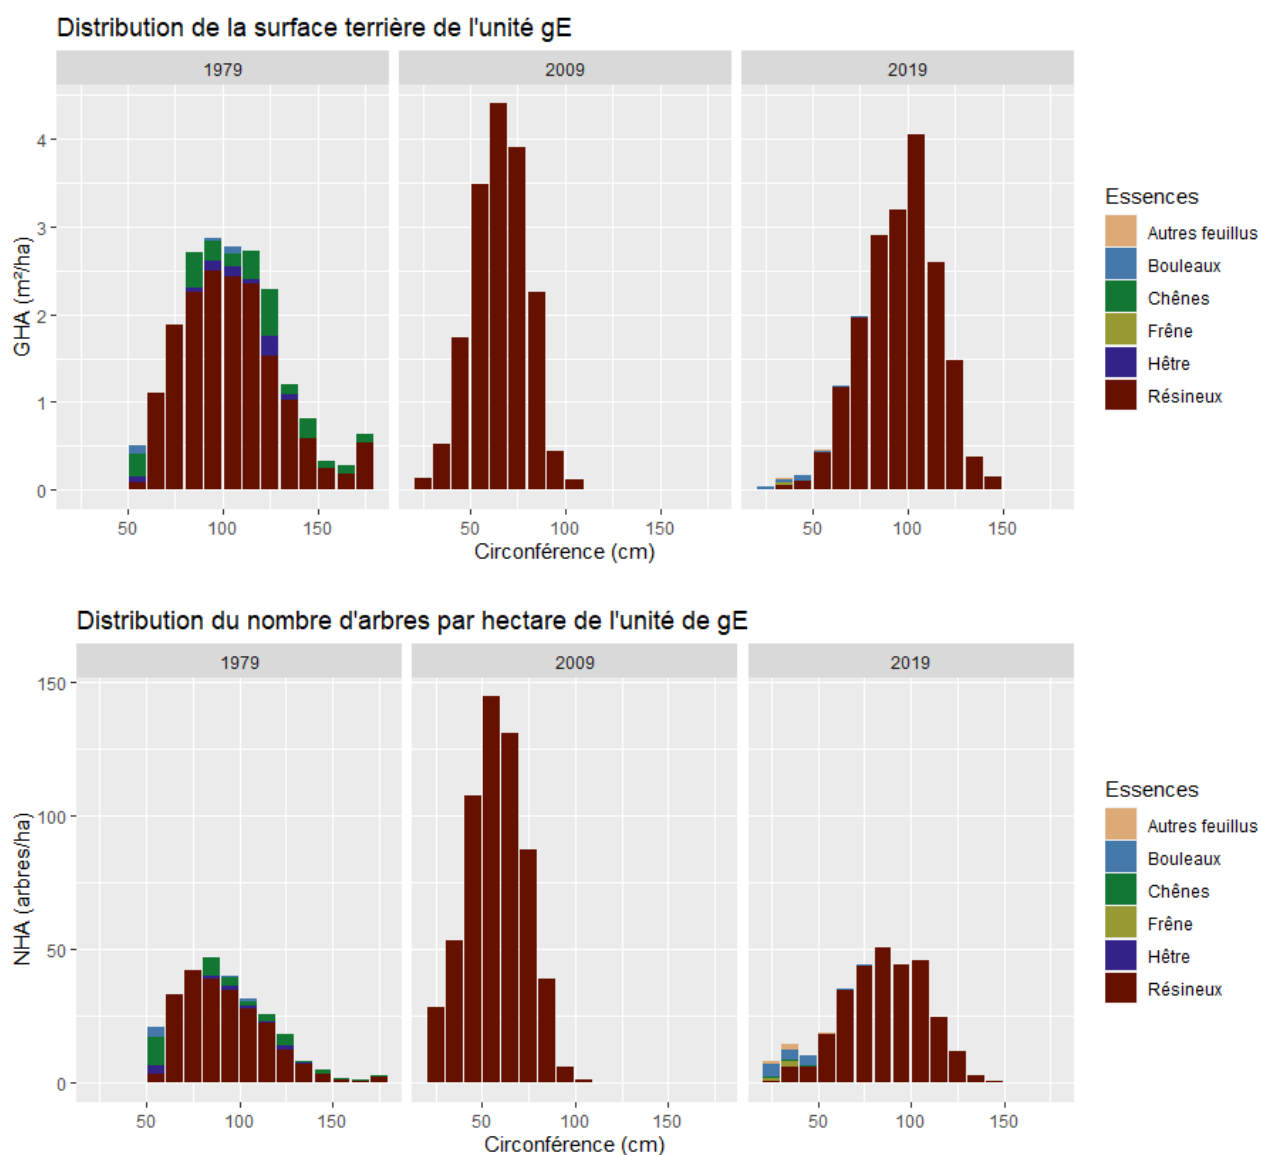 Distribution de la surface terrière de l'unité gE
1979
2009
2019
4
3
2
1
0
GHA (m²/ha)
50 100 150
50 100 150
50 100 150
Circonférence (cm)
Essences
Autres feuillus
Bouleaux
Chênes
Frêne
Hêtre
Résineux
Distribution du nombre d'arbres par hectare de l'unité de gE
1979
2009
2019
150
100
50
0
NHA (arbres/ha)
50 100 150
50 100 150
50 100 150
Circonférence (cm)
Essences
Autres feuillus
Bouleaux
Chênes
Frêne
Hêtre
Résineux